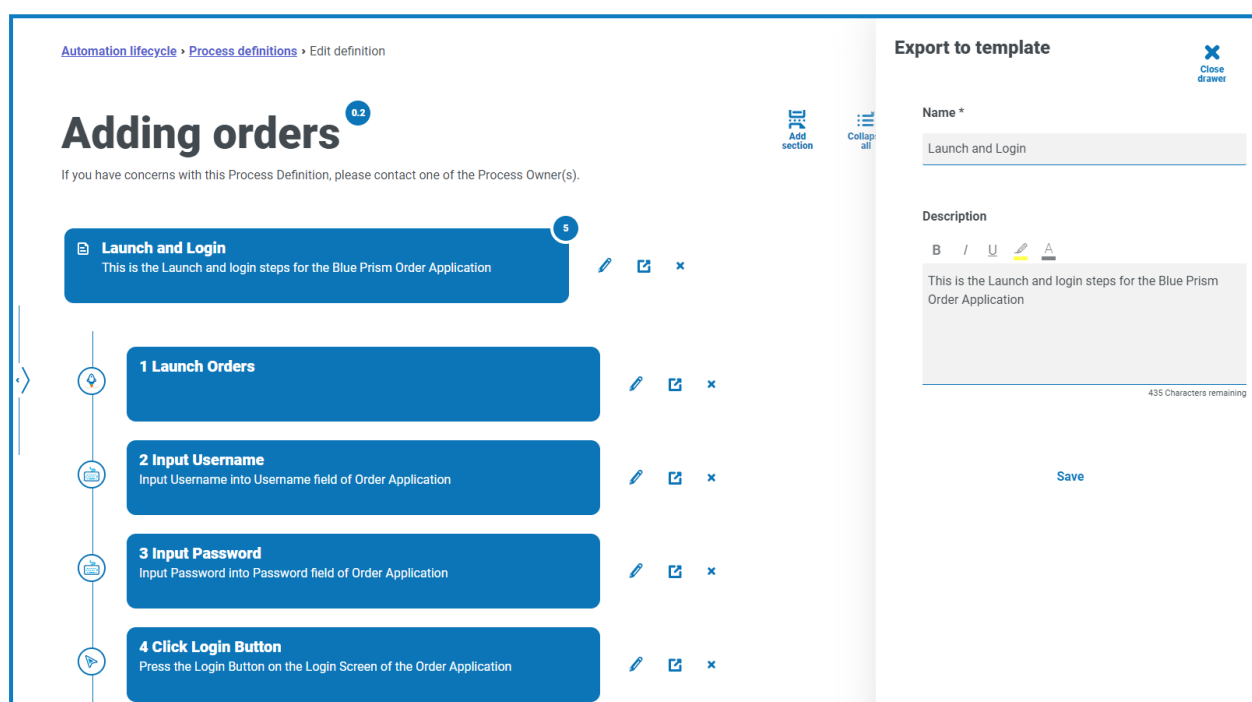 Automation lifecycle › Process definitions › Edit definition
Adding orders 0.2
If you have concerns with this Process Definition, please contact one of the Process Owner(s).
Add
section
Collap
all
5
Launch and Login
This is the Launch and login steps for the Blue Prism Order Application
1 Launch Orders
2 Input Username
Input Username into Username field of Order Application
3 Input Password
Input Password into Password field of Order Application
4 Click Login Button
Press the Login Button on the Login Screen of the Order Application
Export to template
Close
drawer
Name *
Launch and Login
Description
B I U A
This is the Launch and login steps for the Blue Prism
Order Application
435 Characters remaining
Save